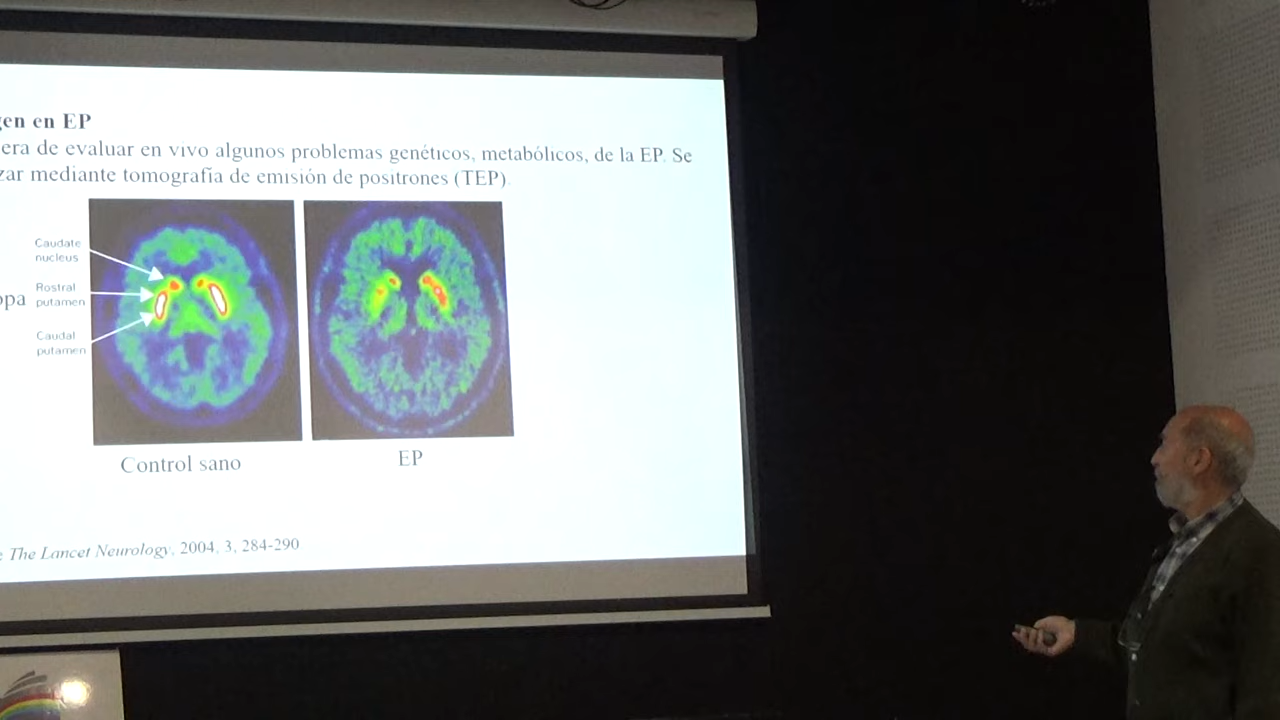 gen en EP
era de evaluar en vivo algunos problemas genéticos, metabólicos, de la EP. Se
zar mediante tomografía de emisión de positrones (TEP)
Caudate
nucleus
Rostral
putamen
opa
Caudal
putamen
Control sano
EP
: The Lancet Neurology, 2004, 3, 284-290